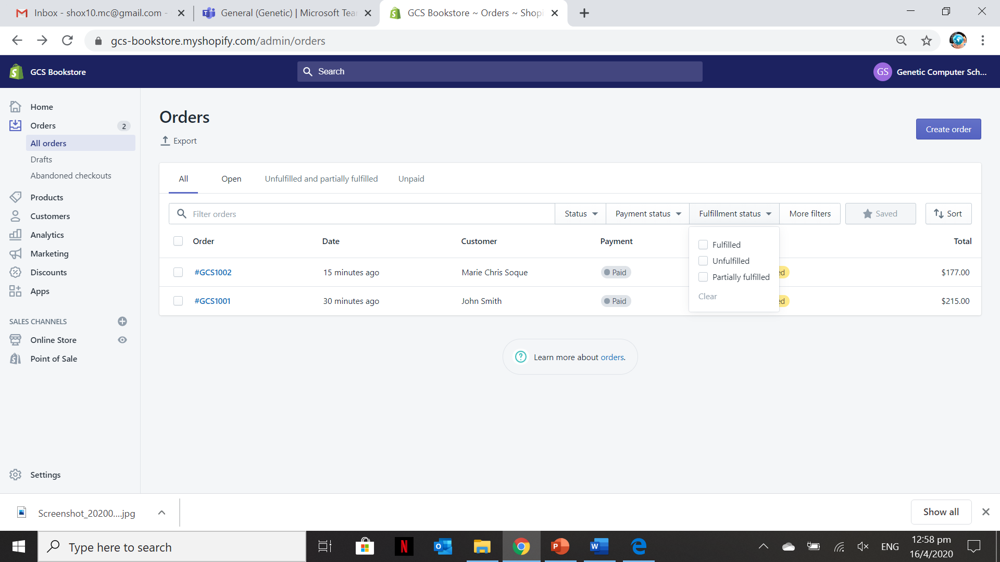 Inbox - shox10.mc@gmail.com -
General (Genetic) | Microsoft Tea
GCS Bookstore ~ Orders ~ Shopi
gcs-bookstore.myshopify.com/admin/orders
GCS Bookstore
Search
GS
Genetic Computer Sch...
Home
Orders
2
All orders
Drafts
Abandoned checkouts
Products
Customers
Analytics
Marketing
Discounts
Apps
SALES CHANNELS
Online Store
Point of Sale
Settings
Orders
Export
Create order
All Open Unfulfilled and partially fulfilled Unpaid
Filter orders Status Payment status Fulfillment status More filters Saved Sort
Order Date Customer Payment Total
#GCS1002 15 minutes ago Marie Chris Soque Paid ed $177.00
#GCS1001 30 minutes ago John Smith Paid ed $215.00
Fulfilled
Unfulfilled
Partially fulfilled
Clear
Learn more about orders.
Screenshot_20200....jpg
Show all
Type here to search
ENG
12:58 pm
16/4/2020